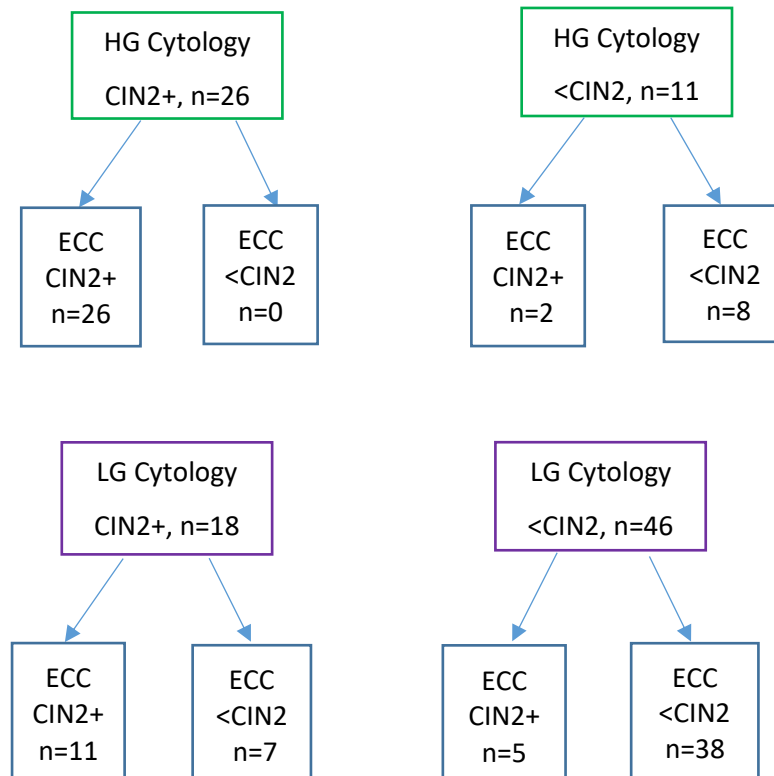 HG Cytology
CIN2+, n=26
HG Cytology
<CIN2, n=11
ECC
CIN2+
n=26
ECC
<CIN2
n=0
ECC
CIN2+
n=2
ECC
<CIN2
n=8
LG Cytology
CIN2+, n=18
LG Cytology
<CIN2, n=46
ECC
CIN2+
n=11
ECC
<CIN2
n=7
ECC
CIN2+
n=5
ECC
<CIN2
n=38